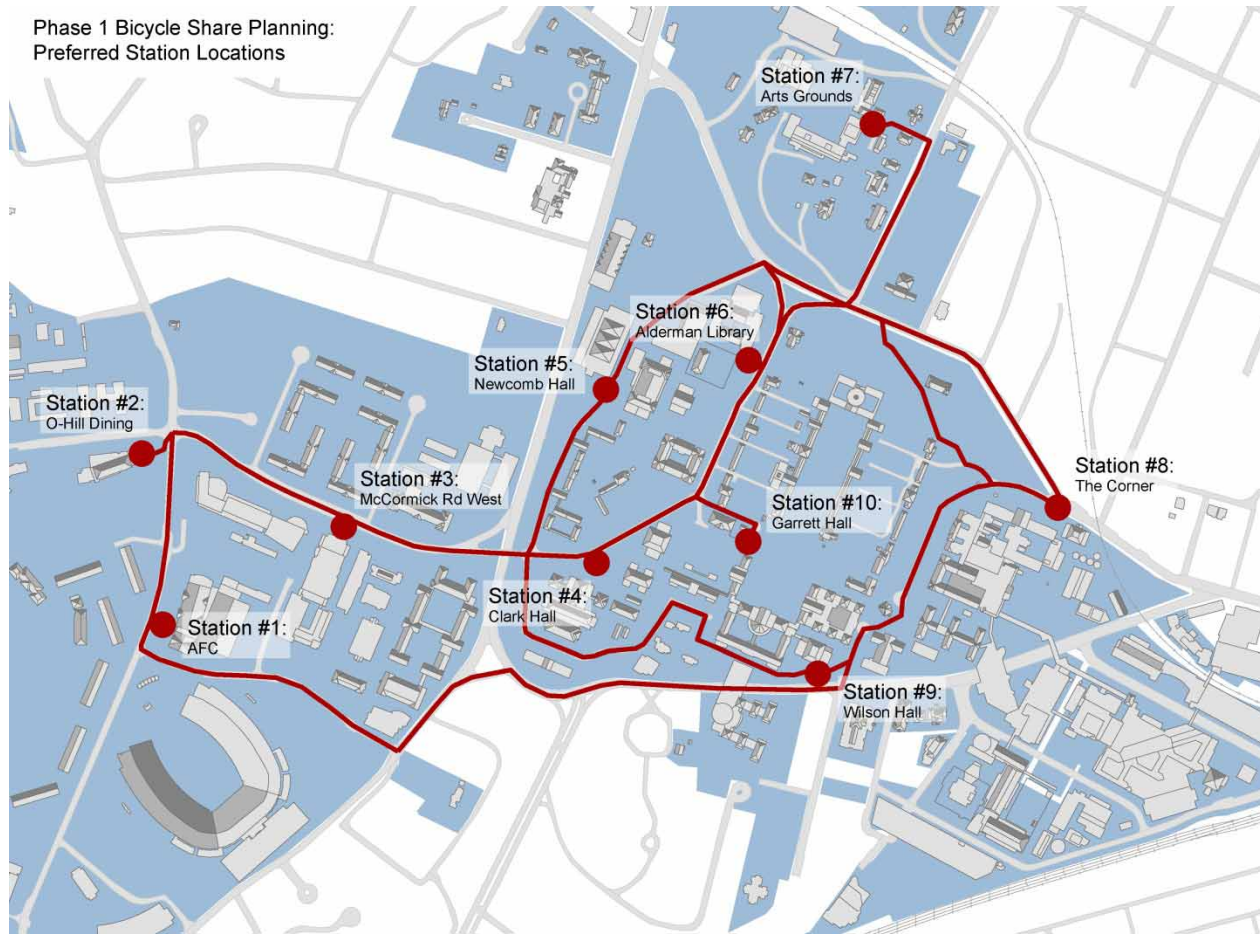 Phase 1 Bicycle Share Planning:
Preferred Station Locations
Station #7:
Arts Grounds
Station #6:
Alderman Library
Station #5:
Newcomb Hall
Station #2:
O-Hill Dining
Station #3:
McCormick Rd West
Station #8:
The Corner
Station #10:
Garrett Hall
Station #4:
Clark Hall
Station #1:
AFC
Station #9:
Wilson Hall